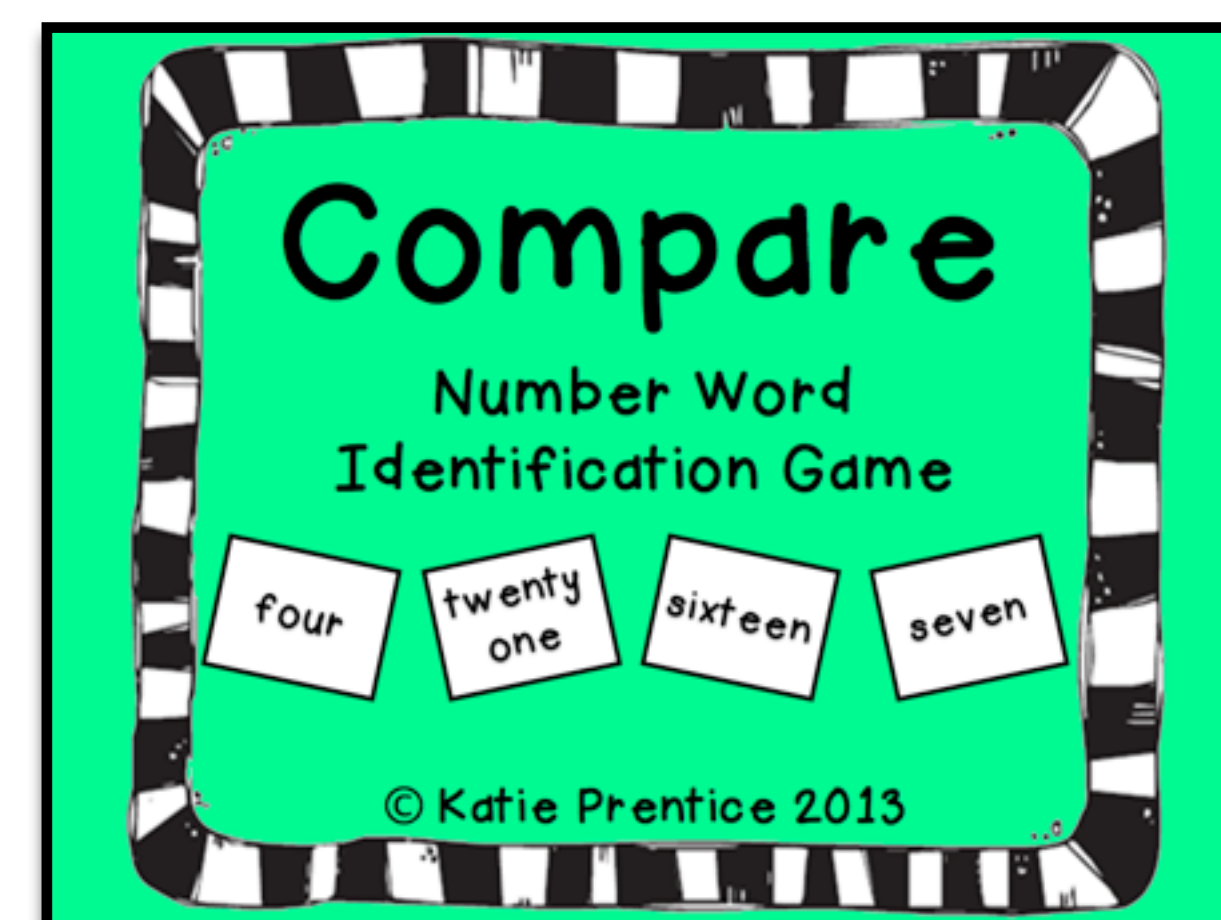 Compare
Number Word
Identification Game
four
twenty
one
sixteen
seven
© Katie Prentice 2013